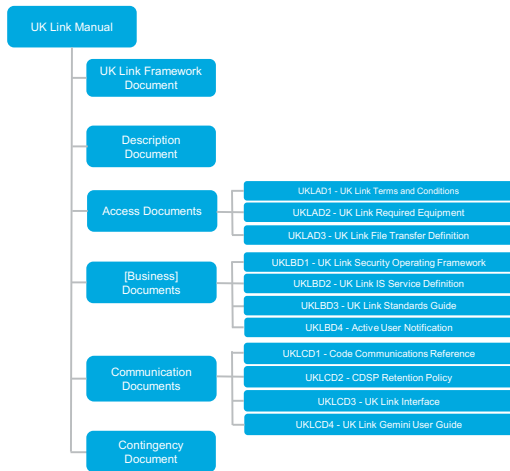 UK Link Manual
UK Link Framework
Document
Description
Document
Access Documents
UKLAD1 - UK Link Terms and Conditions
UKLAD2 - UK Link Required Equipment
UKLAD3 - UK Link File Transfer Definition
[Business]
Documents
UKLBD1 - UK Link Security Operating Framework
UKLBD2 - UK Link IS Service Definition
UKLBD3 - UK Link Standards Guide
UKLBD4 - Active User Notification
Communication
Documents
UKLCD1 - Code Communications Reference
UKLCD2 - CDSP Retention Policy
UKLCD3 - UK Link Interface
UKLCD4 - UK Link Gemini User Guide
Contingency
Document